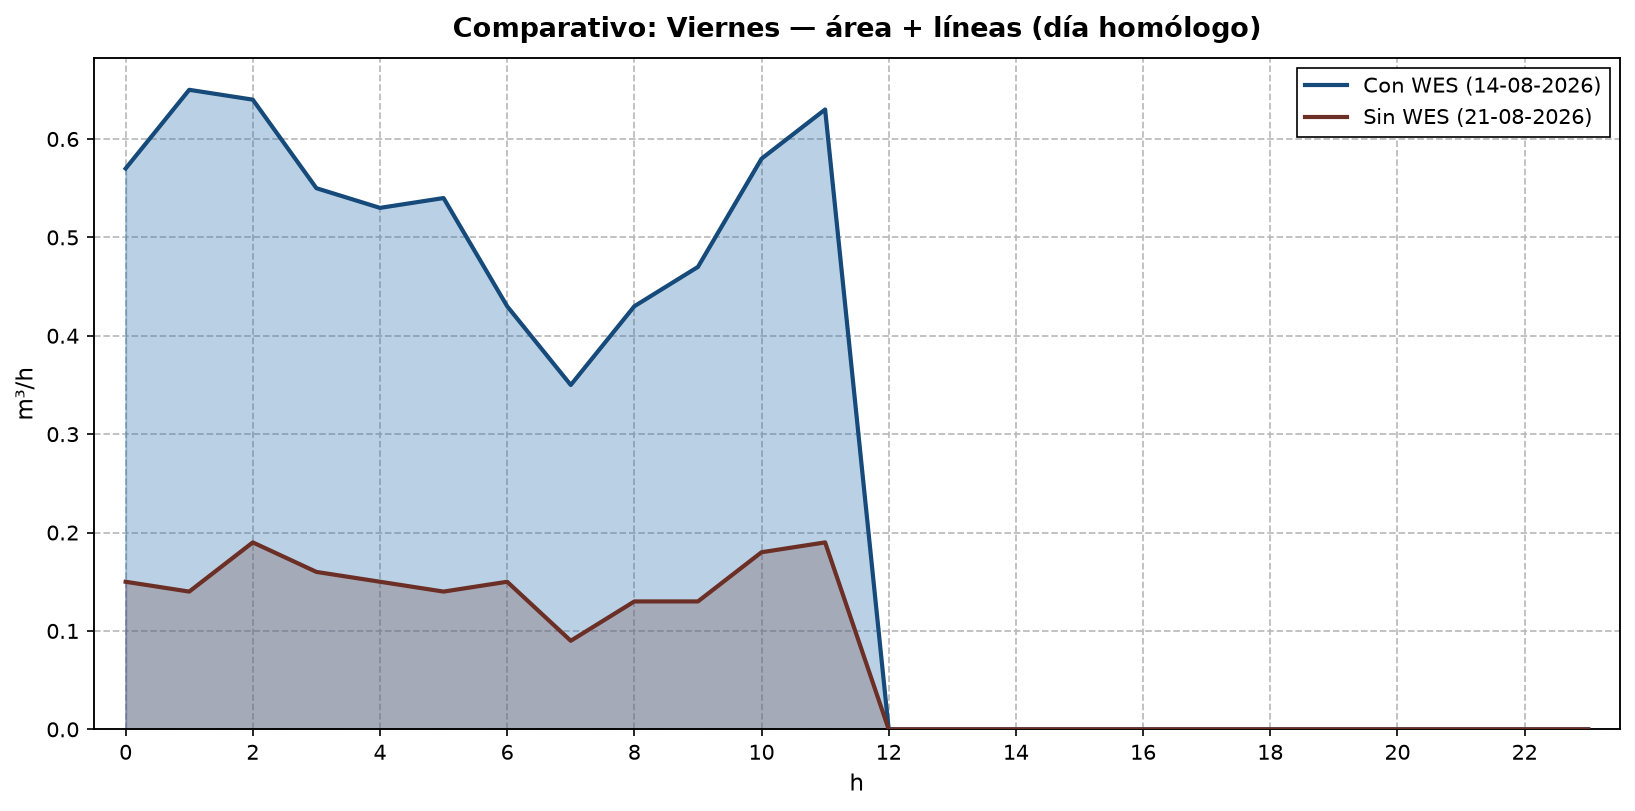 Comparativo: Viernes — área + líneas (día homólogo)
Con WES (14-08-2026)
Sin WES (21-08-2026)
0.6
0.5
0.4
0.3
0.2
0.1
0.0
m³/h
0 2 4 6 8 10 12 14 16 18 20 22
h